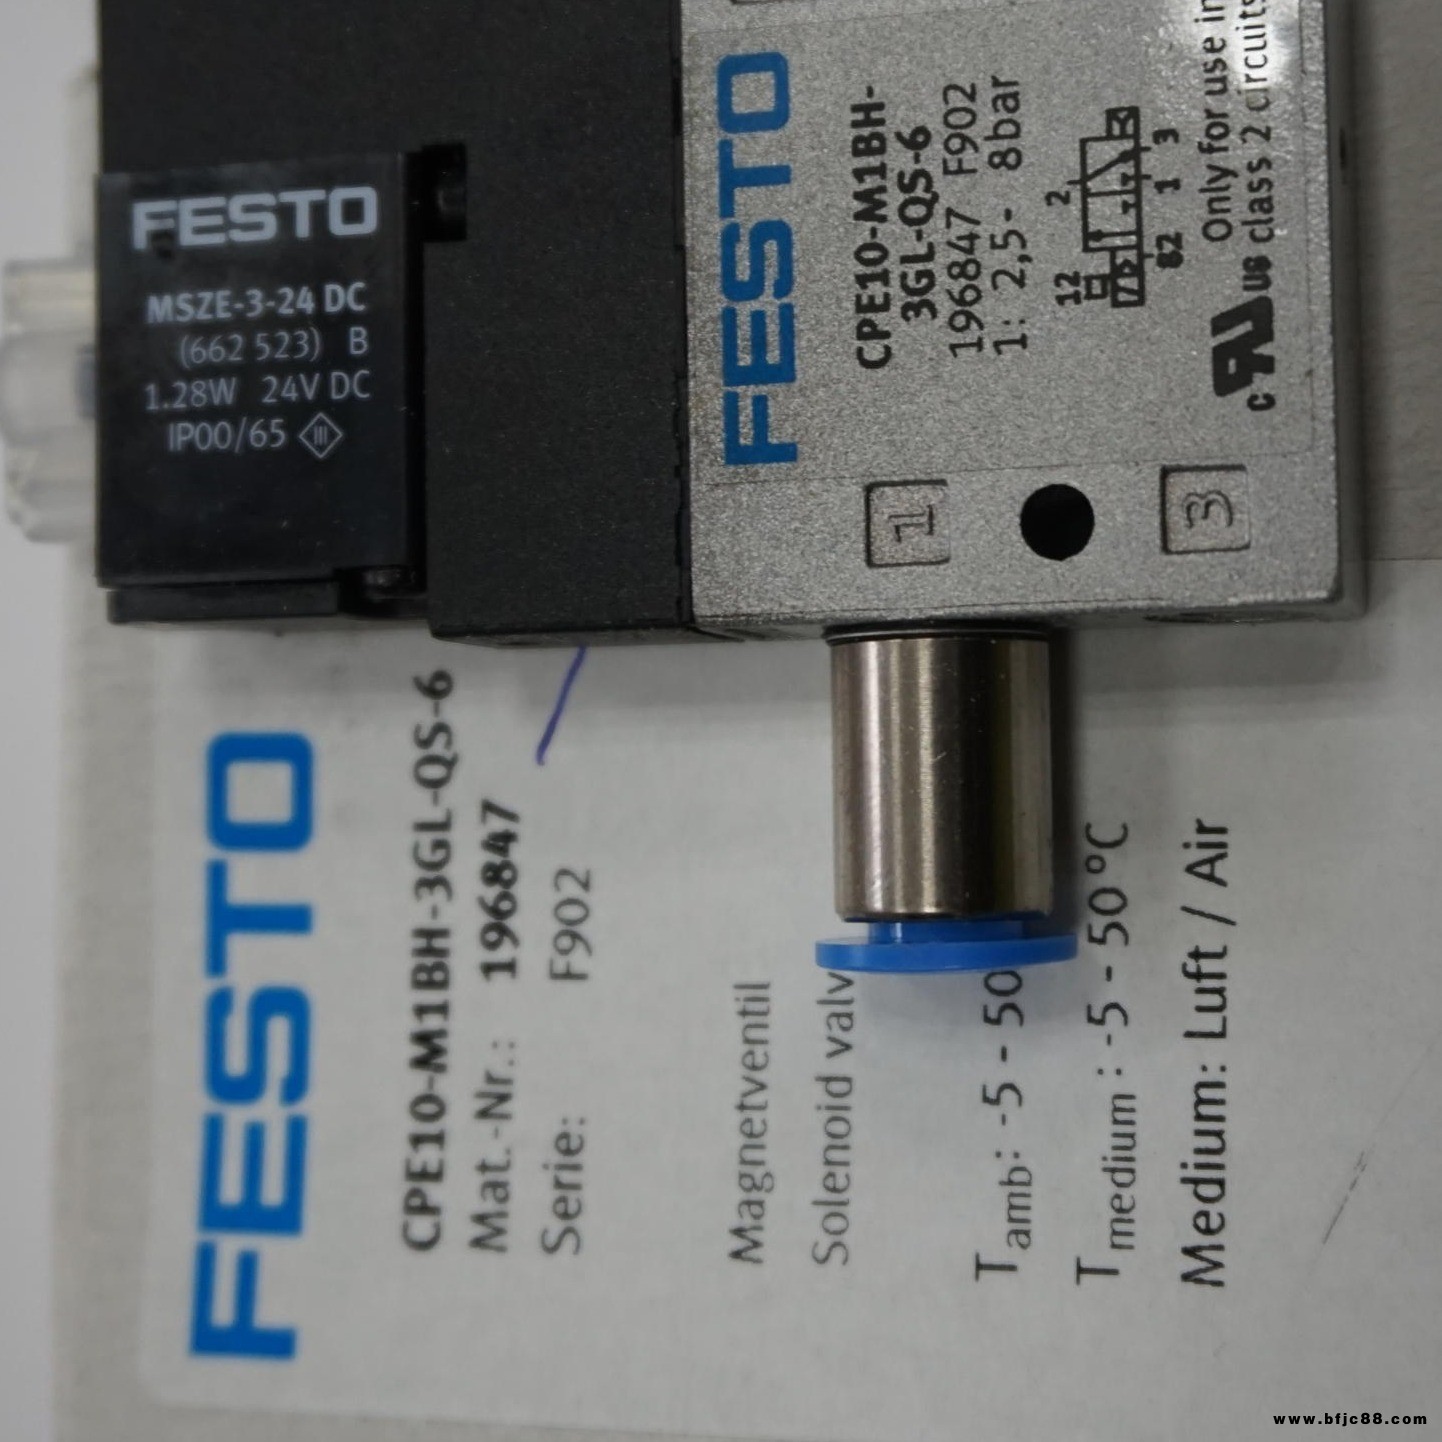 FESTO
MSZE-3-24 DC
(662 523) B
1.28W 24V DC
IP00/65 III
FESTO
CPE10-M1BH-
3GL-QS-6
196847 F902
1: 2,5- 8bar
12 2
82 1 3
Only for use in
class 2 circuits
c US
1
3
FESTO
CPE10-M1BH-3GL-QS-6
Mat.-Nr.: 196847
Serie: F902
Magnetventil
Solenoid valv
Tamb: -5 - 50
Tmedium : -5 - 50°C
Medium: Luft / Air
www.bfjc88.com